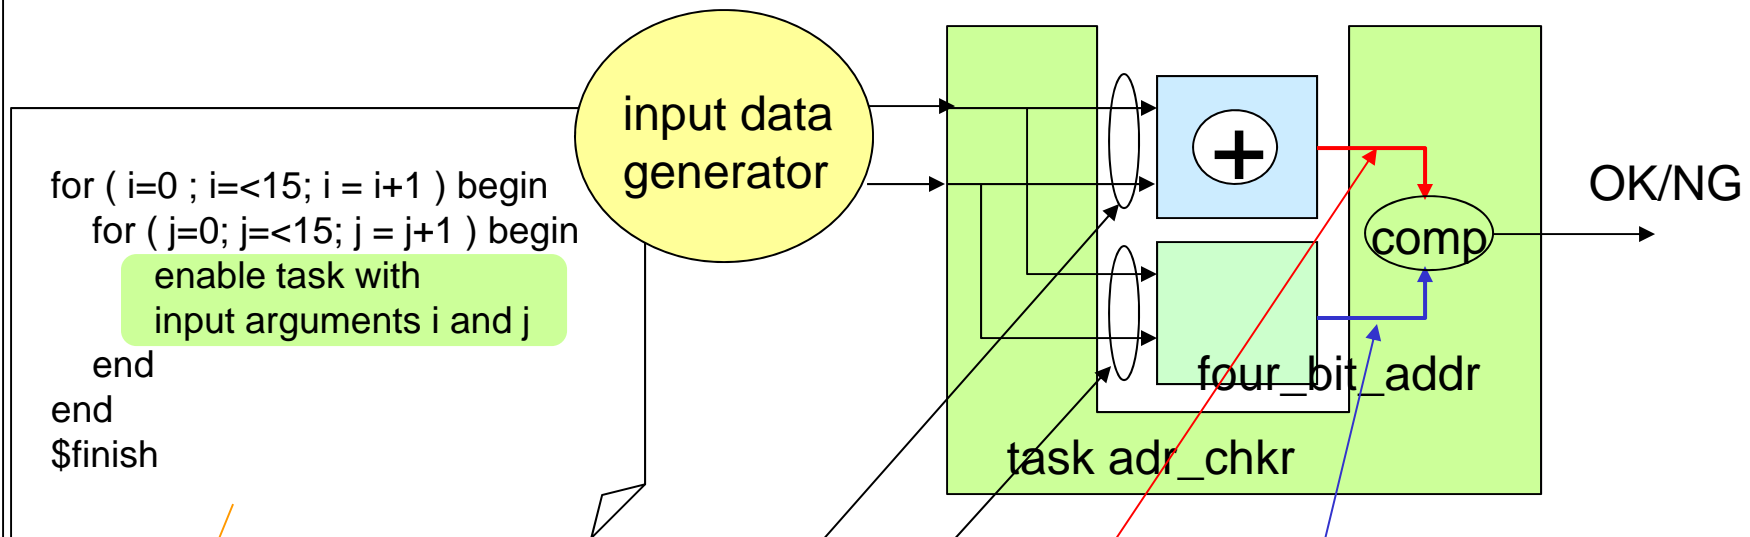 for ( i=0 ; i=<15; i = i+1 ) begin
for ( j=0; j=<15; j = j+1 ) begin
enable task with
input arguments i and j
end
end
$finish
input data
generator
+
comp
OK/NG
four_bit_addr
task adr_chkr